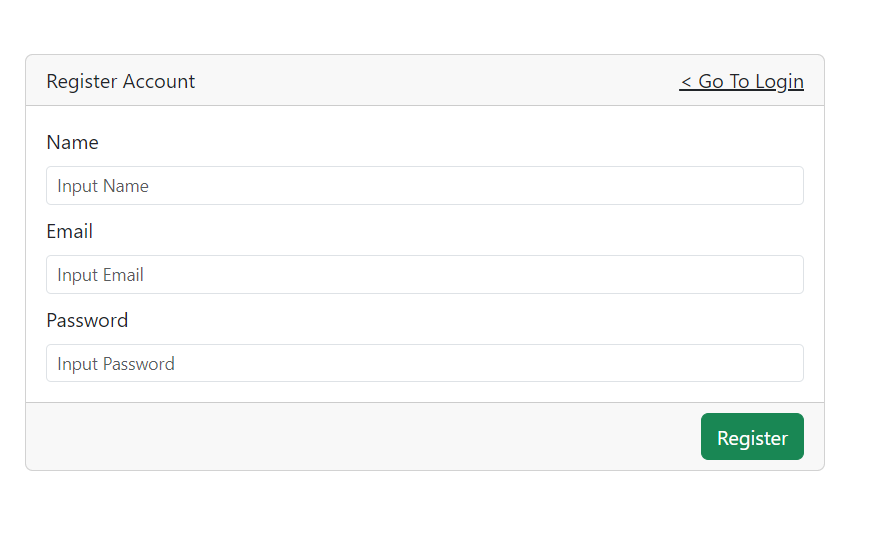 Register Account
< Go To Login
Name
Input Name
Email
Input Email
Password
Input Password
Register